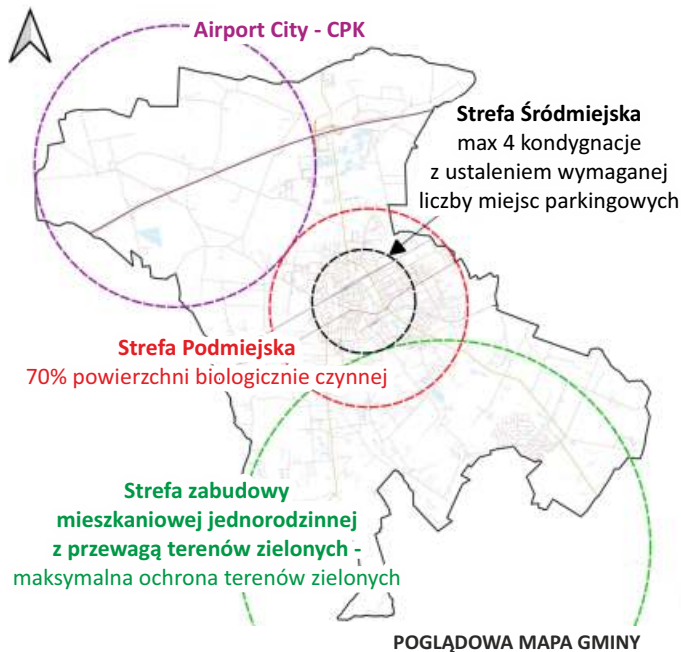 Airport City - CPK
Strefa Śródmiejska
max 4 kondygnacje
z ustaleniem wymaganej
liczby miejsc parkingowych
Strefa Podmiejska
70% powierzchni biologicznie czynnej
Strefa zabudowy
mieszkaniowej jednorodzinnej
z przewagą terenów zielonych -
maksymalna ochrona terenów zielonych
POGLĄDOWA MAPA GMINY